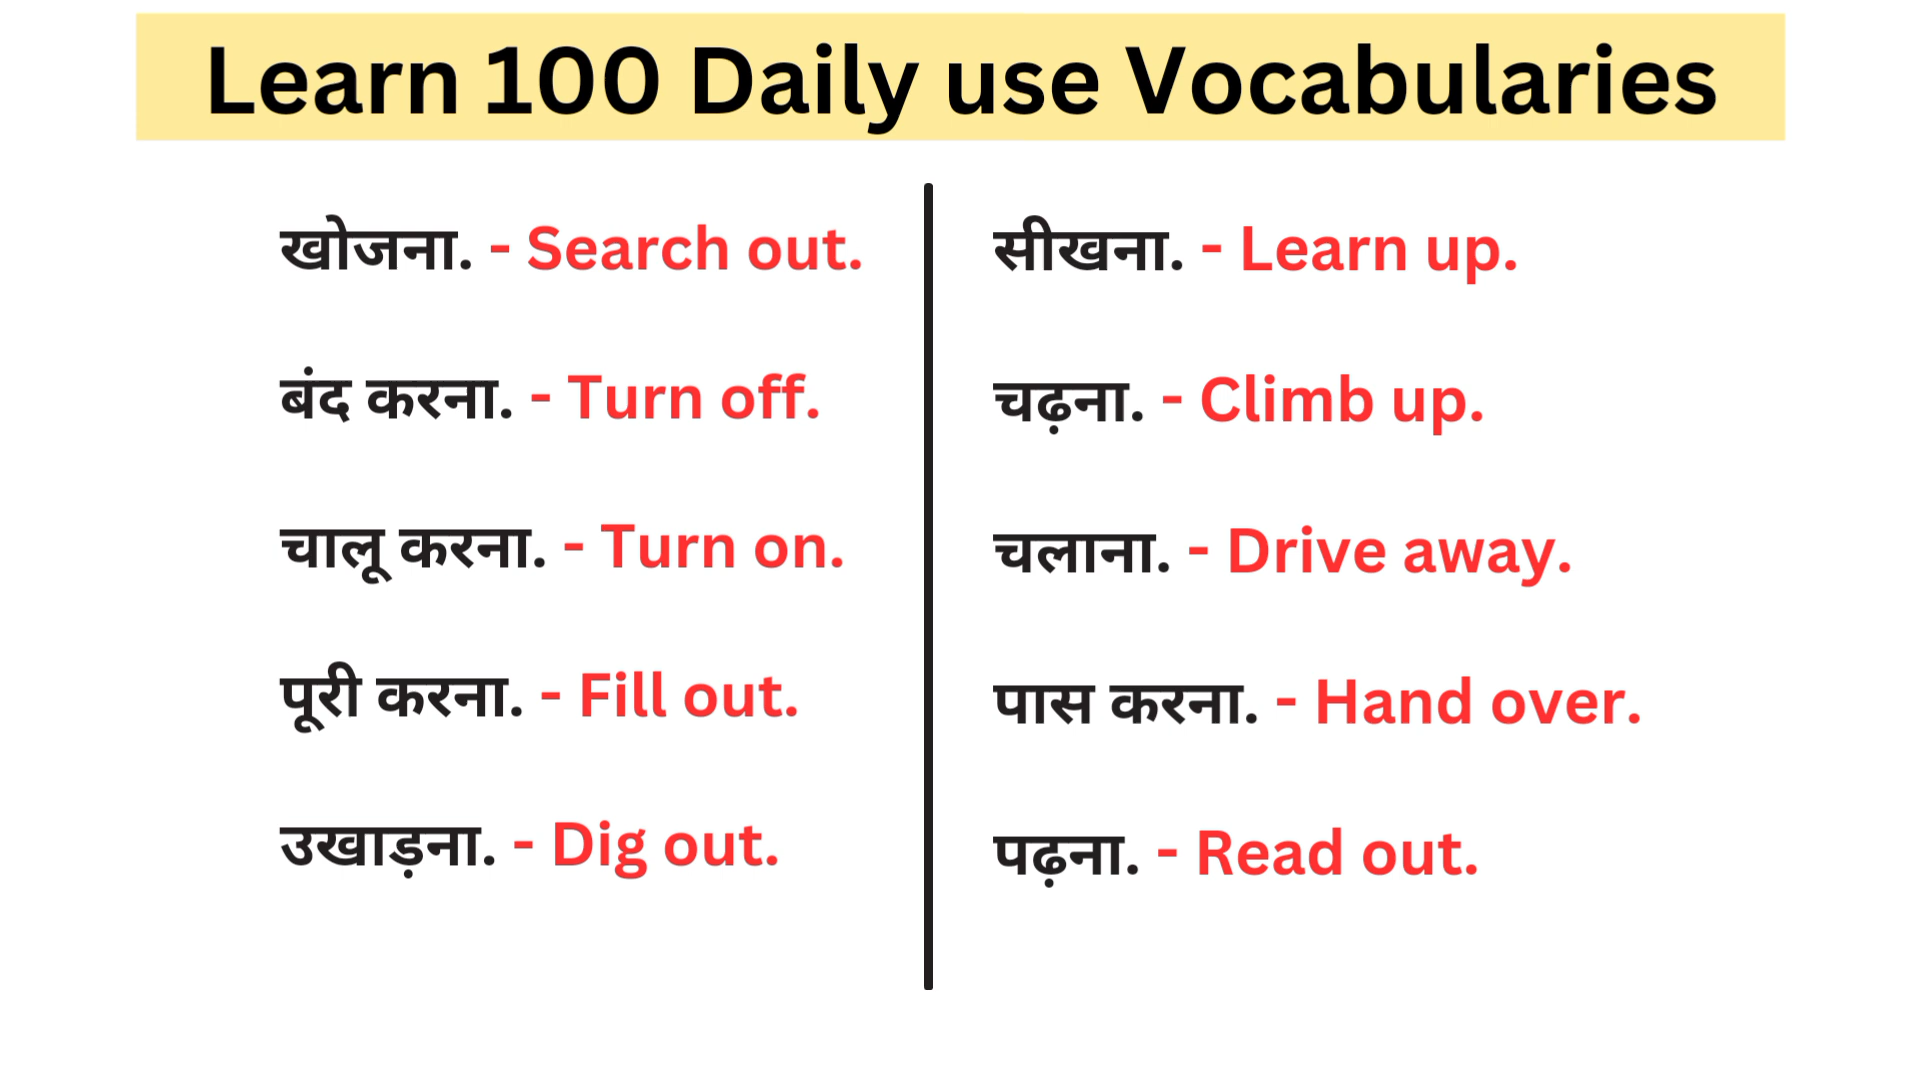 Learn 100 Daily use Vocabularies
खोजना. - Search out.
बंद करना. - Turn off.
चालू करना. - Turn on.
पूरी करना. - Fill out.
उखाड़ना. - Dig out.
सीखना. - Learn up.
चढ़ना. - Climb up.
चलाना. - Drive away.
पास करना. - Hand over.
पढ़ना. - Read out.